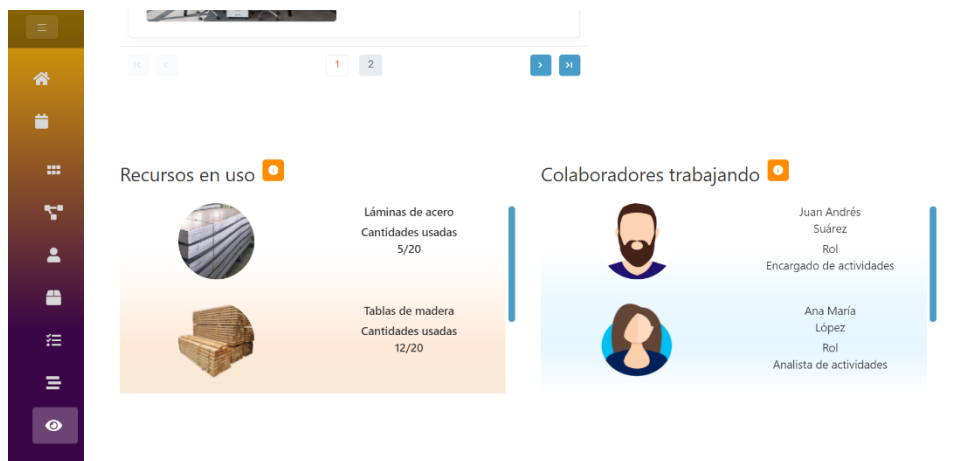 1 2
Recursos en uso
Láminas de acero
Cantidades usadas
5/20
Tablas de madera
Cantidades usadas
12/20
Colaboradores trabajando
Juan Andrés
Suárez
Rol
Encargado de actividades
Ana María
López
Rol
Analista de actividades